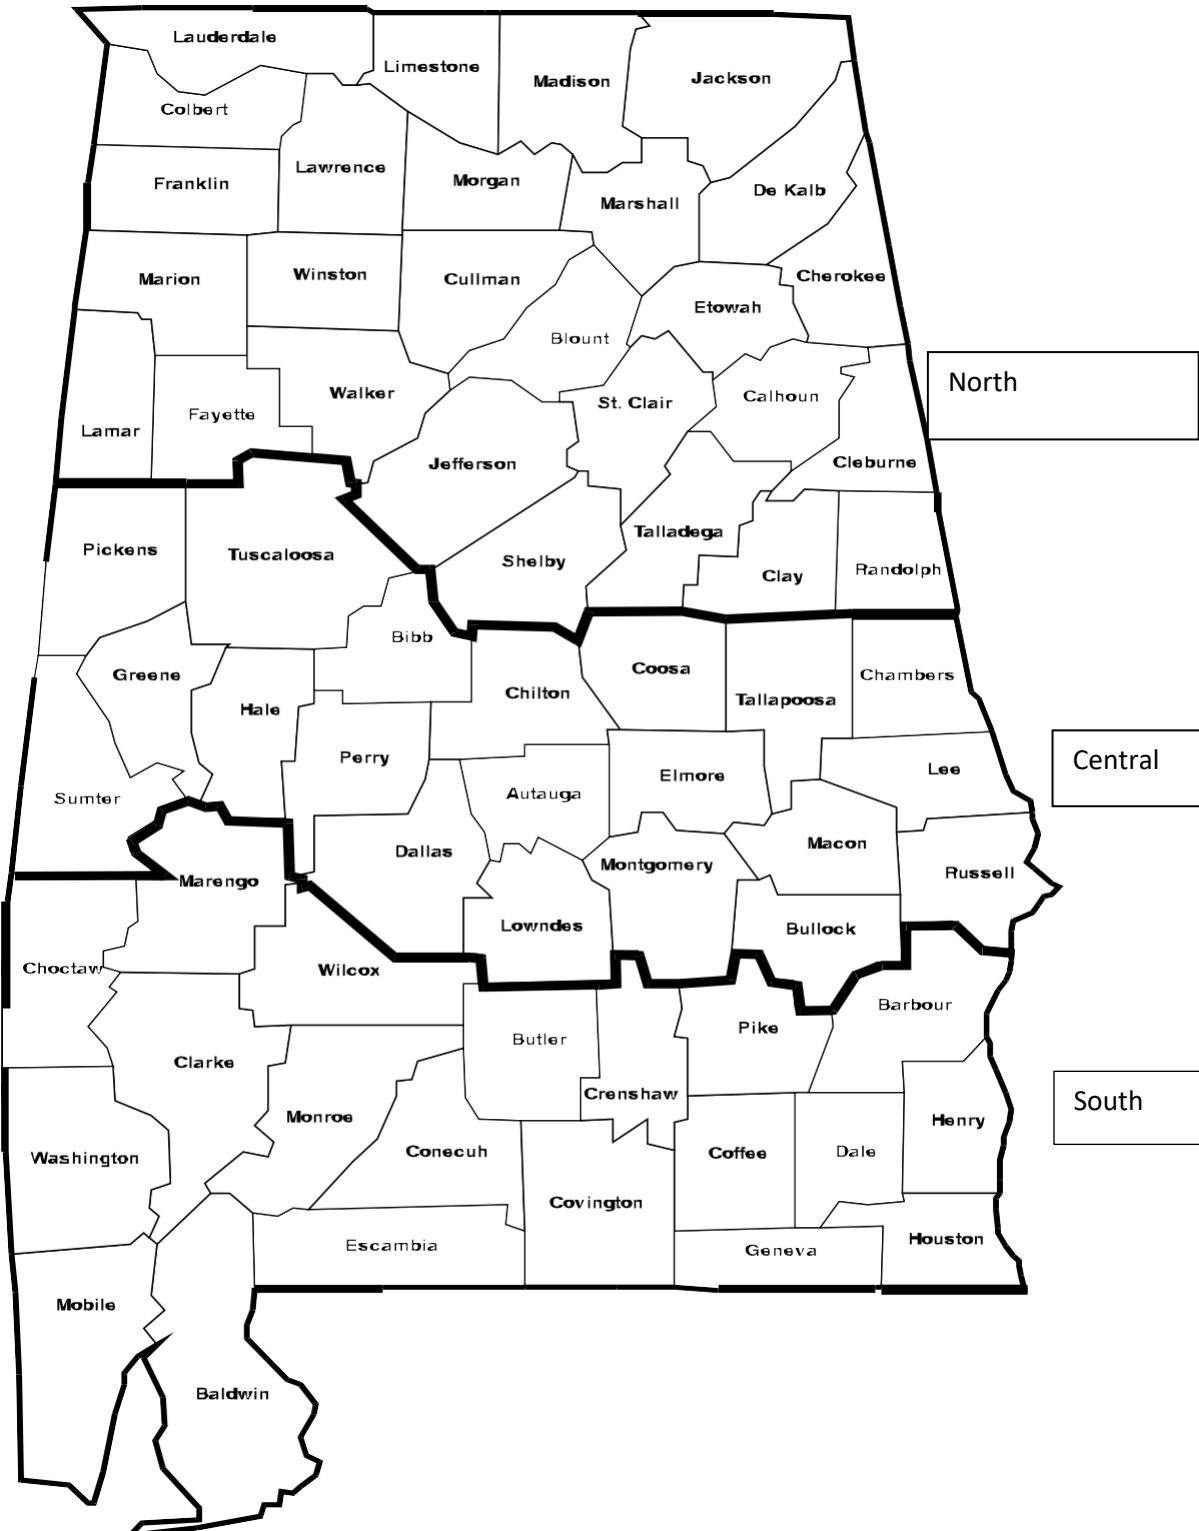 Lauderdale
Limestone
Madison
Jackson
Colbert
Lawrence
Franklin
Morgan
Marshall
De Kalb
Marion
Winston
Cullman
Cherokee
Etowah
Blount
North
Walker
St. Clair
Calhoun
Fayette
Lamar
Jefferson
Cleburne
Talladega
Pickens
Tuscaloosa
Shelby
Clay
Randolph
Bibb
Greene
Coosa
Chambers
Hale
Chilton
Tallapoosa
Perry
Central
Elmore
Lee
Sumter
Autauga
Dallas
Macon
Montgomery
Russell
Marengo
Lowndes
Bullock
Choctaw
Wilcox
Barbour
Pike
Butler
Clarke
Crenshaw
South
Monroe
Henry
Washington
Conecuh
Coffee
Dale
Covington
Escambia
Geneva
Houston
Mobile
Baldwin